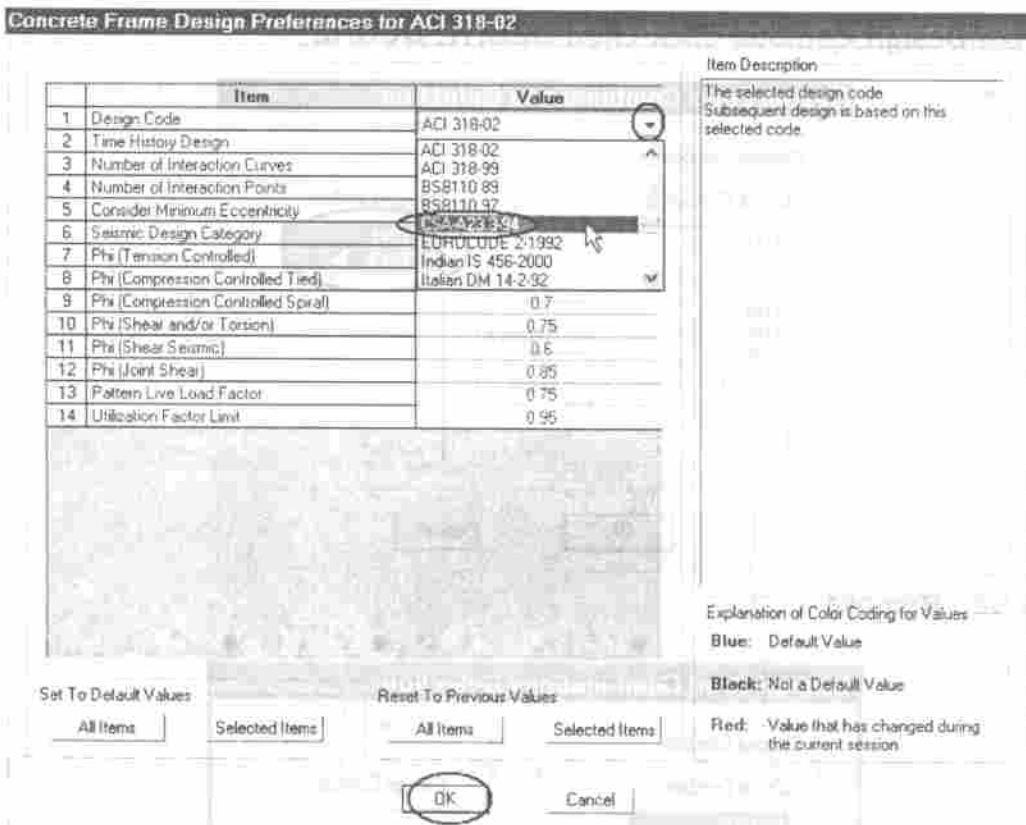 Concrete Frame Design Preferences for ACI 318-02
Item Value
1 Design Code ACI 318-02
2 Time History Design
3 Number of Interaction Curves
4 Number of Interaction Points
5 Consider Minimum Eccentricity
6 Seismic Design Category
7 Phi (Tension Controlled)
8 Phi (Compression Controlled Tied)
ACI 318-02
ACI 318-99
BS8110 89
BS8110 97
CSA-A23.3-94
EUROCODE 2-1992
Indian IS 456-2000
Italian DM 14-2-92
9 Phi (Compression Controlled Spiral) 0.7
10 Phi (Shear and/or Torsion) 0.75
11 Phi (Shear Seismic) 0.6
12 Phi (Joint Shear) 0.85
13 Pattern Live Load Factor 0.75
14 Utilization Factor Limit 0.95
Item Description
The selected design code
Subsequent design is based on this
selected code.
Explanation of Color Coding for Values
Blue: Default Value
Black: Not a Default Value
Red: Value that has changed during
the current session
Set To Default Values
All Items Selected Items
Reset To Previous Values
All Items Selected Items
OK Cancel